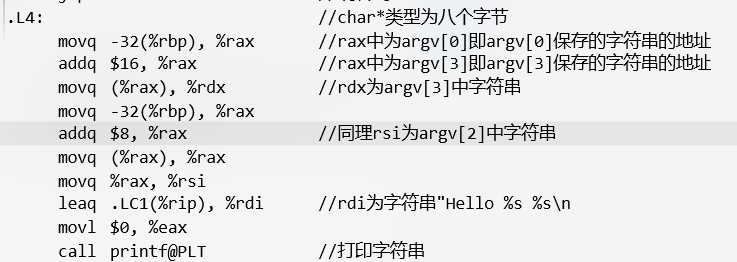 .L4: //char*类型为八个字节
movq -32(%rbp), %rax //rax中为argv[0]即argv[0]保存的字符串的地址
addq $16, %rax //rax中为argv[3]即argv[3]保存的字符串的地址
movq (%rax), %rdx //rdx为argv[3]中字符串
movq -32(%rbp), %rax
addq $8, %rax //同理rsi为argv[2]中字符串
movq (%rax), %rax
movq %rax, %rsi
leaq .LC1(%rip), %rdi //rdi为字符串"Hello %s %s\n
movl $0, %eax
call printf@PLT //打印字符串